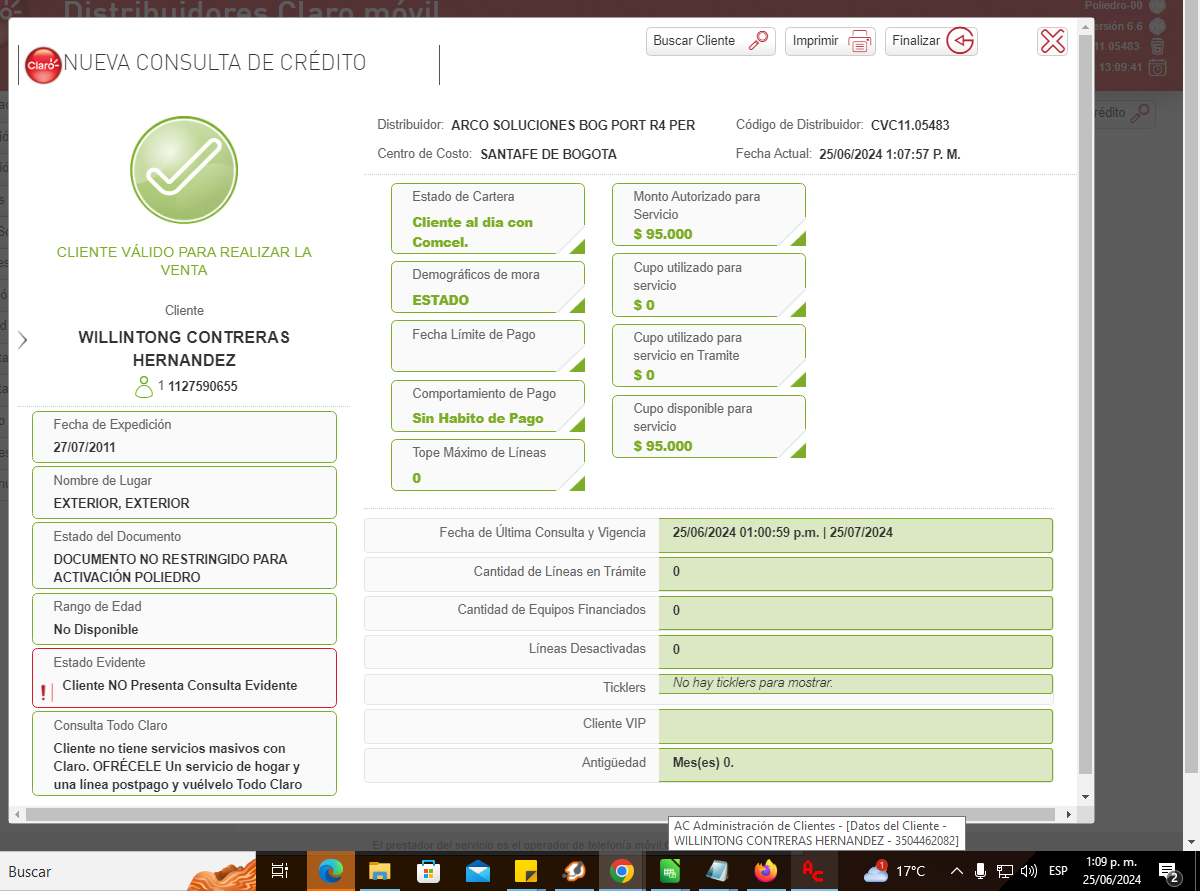 Distribuidores Claro móvil
Poliedro-00
ersión 6.6
11.05483
13:09:41
rédito
Buscar Cliente
Imprimir
Finalizar
Claro
NUEVA CONSULTA DE CRÉDITO
Distribuidor: ARCO SOLUCIONES BOG PORT R4 PER
Código de Distribuidor: CVC11.05483
Centro de Costo: SANTAFE DE BOGOTA
Fecha Actual: 25/06/2024 1:07:57 P. M.
CLIENTE VÁLIDO PARA REALIZAR LA
VENTA
Cliente
WILLINTONG CONTRERAS
HERNANDEZ
1 1127590655
Fecha de Expedición
27/07/2011
Nombre de Lugar
EXTERIOR, EXTERIOR
Estado del Documento
DOCUMENTO NO RESTRINGIDO PARA
ACTIVACIÓN POLIEDRO
Rango de Edad
No Disponible
Estado Evidente
! Cliente NO Presenta Consulta Evidente
Consulta Todo Claro
Cliente no tiene servicios masivos con
Claro. OFRÉCELE Un servicio de hogar y
una línea postpago y vuélvelo Todo Claro
Estado de Cartera
Cliente al dia con
Comcel.
Demográficos de mora
ESTADO
Fecha Límite de Pago
Comportamiento de Pago
Sin Habito de Pago
Tope Máximo de Líneas
0
Monto Autorizado para
Servicio
$ 95.000
Cupo utilizado para
servicio
$ 0
Cupo utilizado para
servicio en Tramite
$ 0
Cupo disponible para
servicio
$ 95.000
Fecha de Última Consulta y Vigencia 25/06/2024 01:00:59 p.m. | 25/07/2024
Cantidad de Líneas en Trámite 0
Cantidad de Equipos Financiados 0
Líneas Desactivadas 0
Ticklers No hay ticklers para mostrar.
Cliente VIP
Antigüedad Mes(es) 0.
AC Administración de Clientes - [Datos del Cliente -
WILLINTONG CONTRERAS HERNANDEZ - 3504462082]
El prestador del servicio es el operador de telefonía móvil
Buscar
AC
1
17°C
ESP
1:09 p. m.
25/06/2024
2